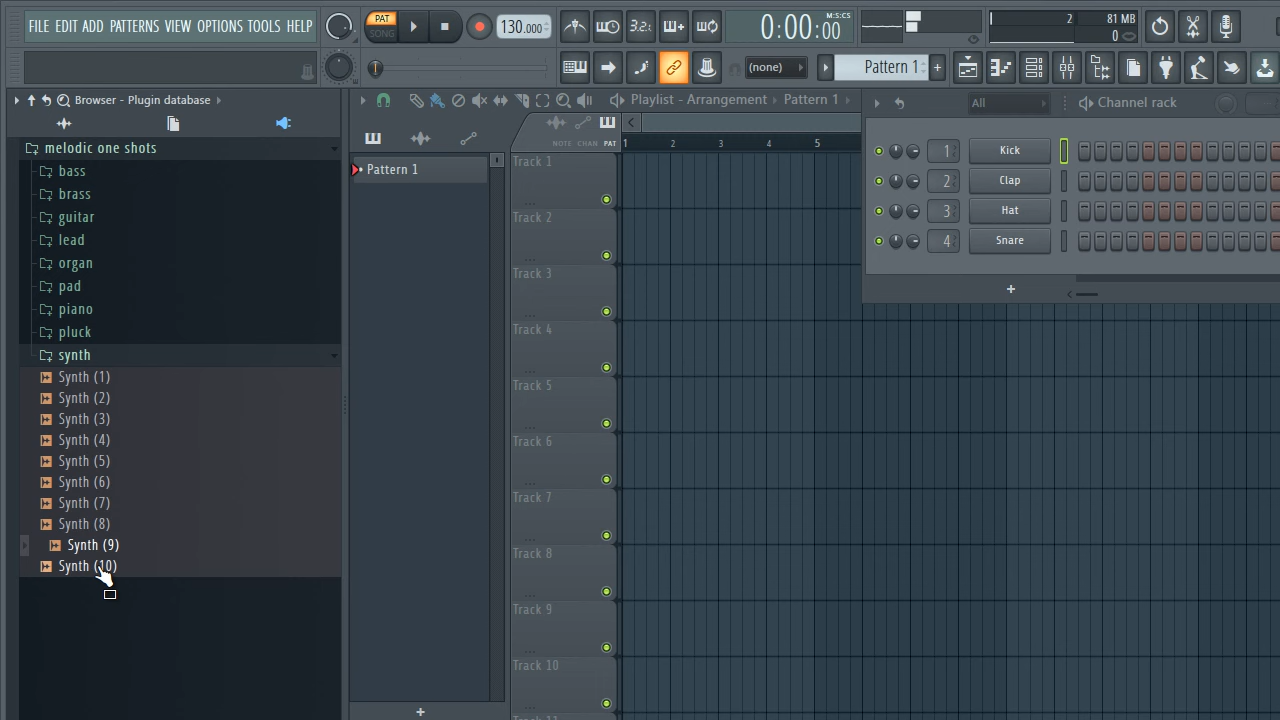 FILE EDIT ADD PATTERNS VIEW OPTIONS TOOLS HELP
PAT
SONG
130.000
3.2.
0:00:00
M:S:CS
2
81 MB
0
(none)
Pattern 1
Browser - Plugin database
melodic one shots
bass
brass
guitar
lead
organ
pad
piano
pluck
synth
Synth (1)
Synth (2)
Synth (3)
Synth (4)
Synth (5)
Synth (6)
Synth (7)
Synth (8)
Synth (9)
Synth (10)
Pattern 1
Playlist - Arrangement
Pattern 1
NOTE CHAN PAT
1 2 3 4 5
Track 1
Track 2
Track 3
Track 4
Track 5
Track 6
Track 7
Track 8
Track 9
Track 10
All
Channel rack
1 Kick
2 Clap
3 Hat
4 Snare